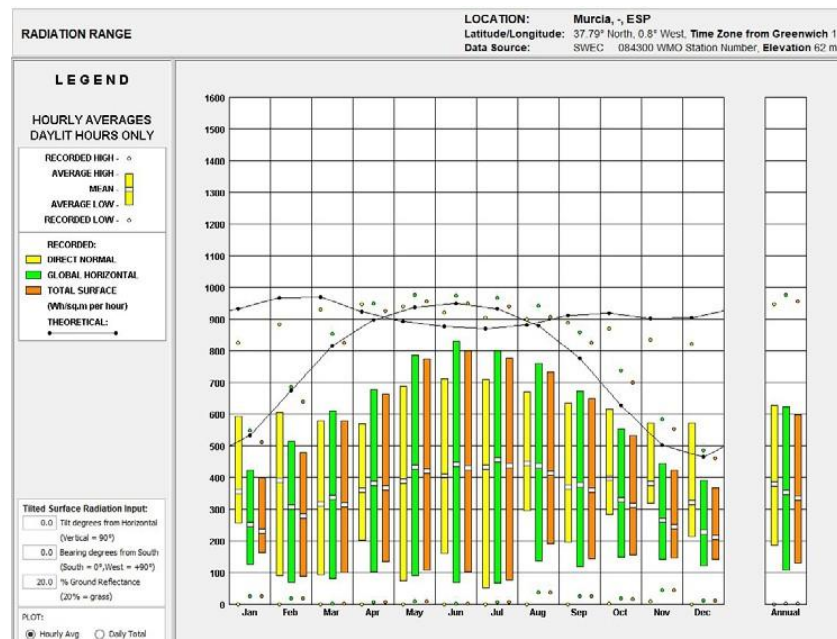 RADIATION RANGE
LOCATION: Murcia, -, ESP
Latitude/Longitude: 37.79° North, 0.8° West, Time Zone from Greenwich 1
Data Source: SWEC 084300 WMO Station Number, Elevation 62 m
LEGEND
HOURLY AVERAGES
DAYLIT HOURS ONLY
RECORDED HIGH -
AVERAGE HIGH -
MEAN -
AVERAGE LOW -
RECORDED LOW -
RECORDED:
DIRECT NORMAL
GLOBAL HORIZONTAL
TOTAL SURFACE
(Wh/sq.m per hour)
THEORETICAL:
Tilted Surface Radiation Input:
0.0 Tilt degrees from Horizontal
(Vertical = 90°)
0.0 Bearing degrees from South
(South = 0°,West = +90°)
20.0 % Ground Reflectance
(20% = grass)
PLOT:
Hourly Avg Daily Total
1600
1500
1400
1300
1200
1100
1000
900
800
700
600
500
400
300
200
100
0
Jan Feb Mar Apr May Jun Jul Aug Sep Oct Nov Dec Annual